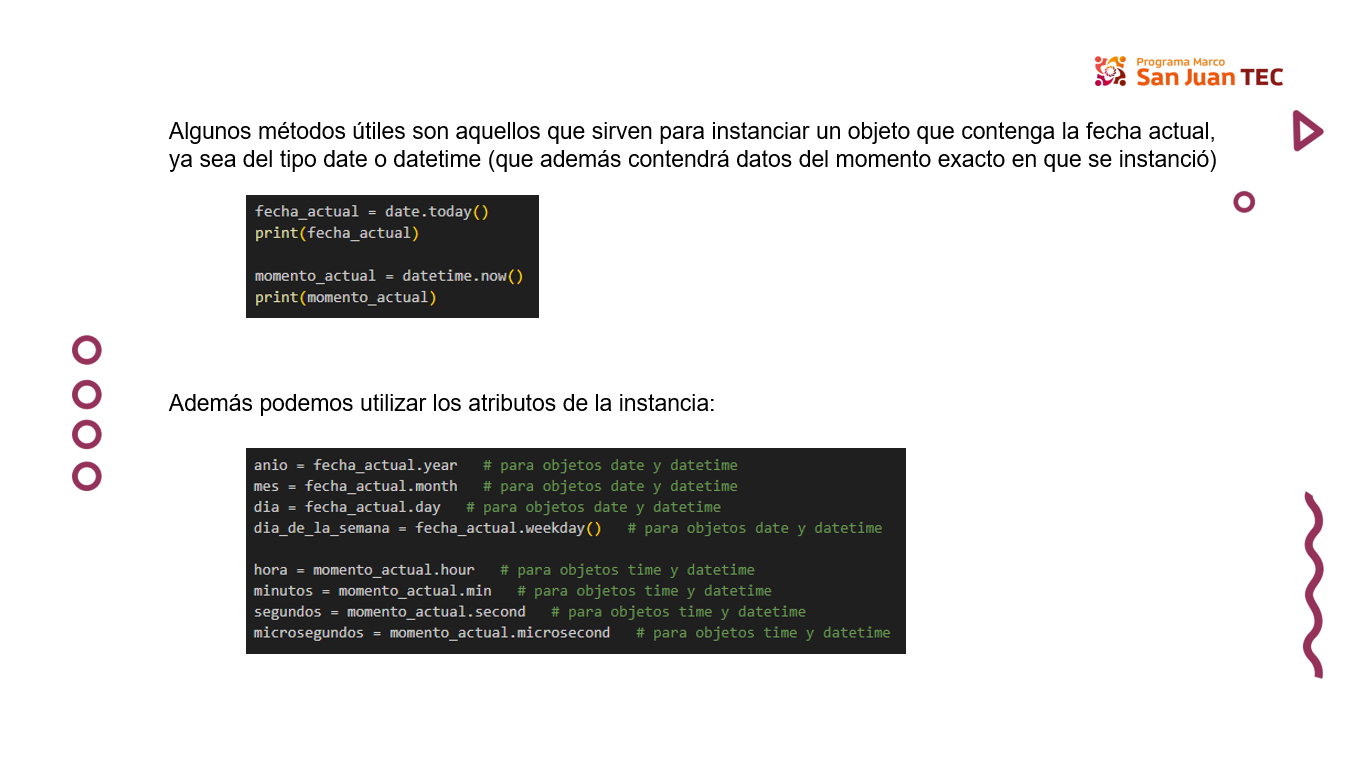 Programa Marco
San Juan TEC
Algunos métodos útiles son aquellos que sirven para instanciar un objeto que contenga la fecha actual,
ya sea del tipo date o datetime (que además contendrá datos del momento exacto en que se instanció)
fecha_actual = date.today()
print(fecha_actual)
momento_actual = datetime.now()
print(momento_actual)
Además podemos utilizar los atributos de la instancia:
anio = fecha_actual.year   # para objetos date y datetime
mes = fecha_actual.month   # para objetos date y datetime
dia = fecha_actual.day   # para objetos date y datetime
dia_de_la_semana = fecha_actual.weekday()   # para objetos date y datetime
hora = momento_actual.hour   # para objetos time y datetime
minutos = momento_actual.min   # para objetos time y datetime
segundos = momento_actual.second   # para objetos time y datetime
microsegundos = momento_actual.microsecond   # para objetos time y datetime